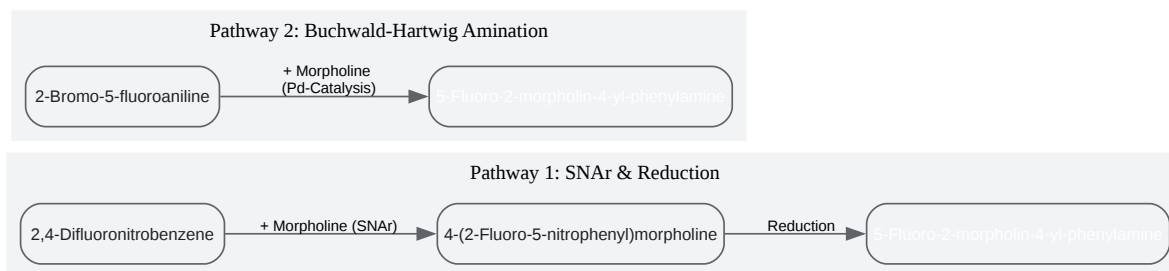 Pathway 2: Buchwald-Hartwig Amination
2-Bromo-5-fluoroaniline
+ Morpholine
(Pd-Catalysis)
5-Fluoro-2-morpholin-4-yl-phenylamine
Pathway 1: SNAr & Reduction
2,4-Difluoronitrobenzene
+ Morpholine (SNAr)
4-(2-Fluoro-5-nitrophenyl)morpholine
Reduction
5-Fluoro-2-morpholin-4-yl-phenylamine